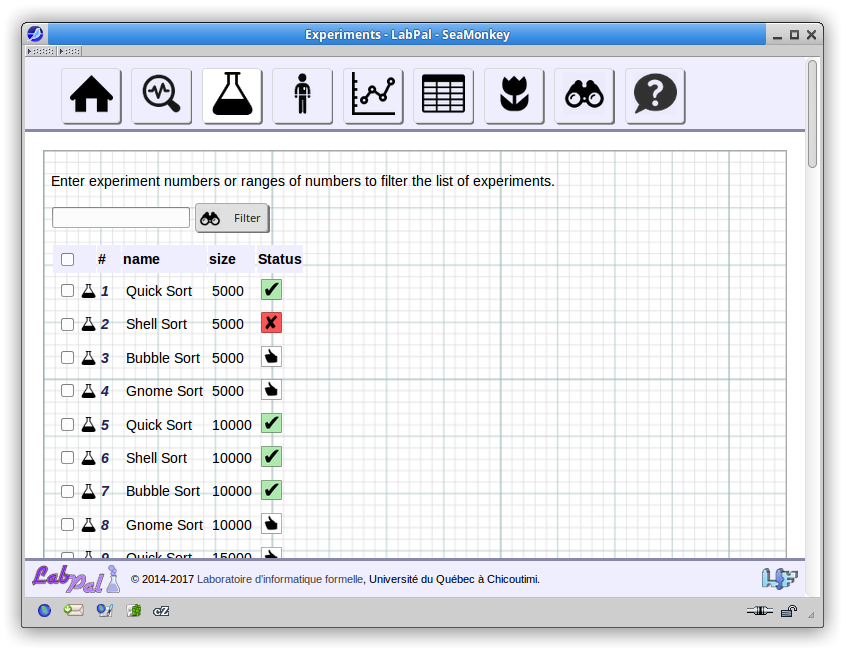 Experiments - LabPal - SeaMonkey
Enter experiment numbers or ranges of numbers to filter the list of experiments.
Filter
# name size Status
1 Quick Sort 5000
2 Shell Sort 5000
3 Bubble Sort 5000
4 Gnome Sort 5000
5 Quick Sort 10000
6 Shell Sort 10000
7 Bubble Sort 10000
8 Gnome Sort 10000
9 Quick Sort 15000
LabPal © 2014-2017 Laboratoire d'informatique formelle, Université du Québec à Chicoutimi. LIF
cZ